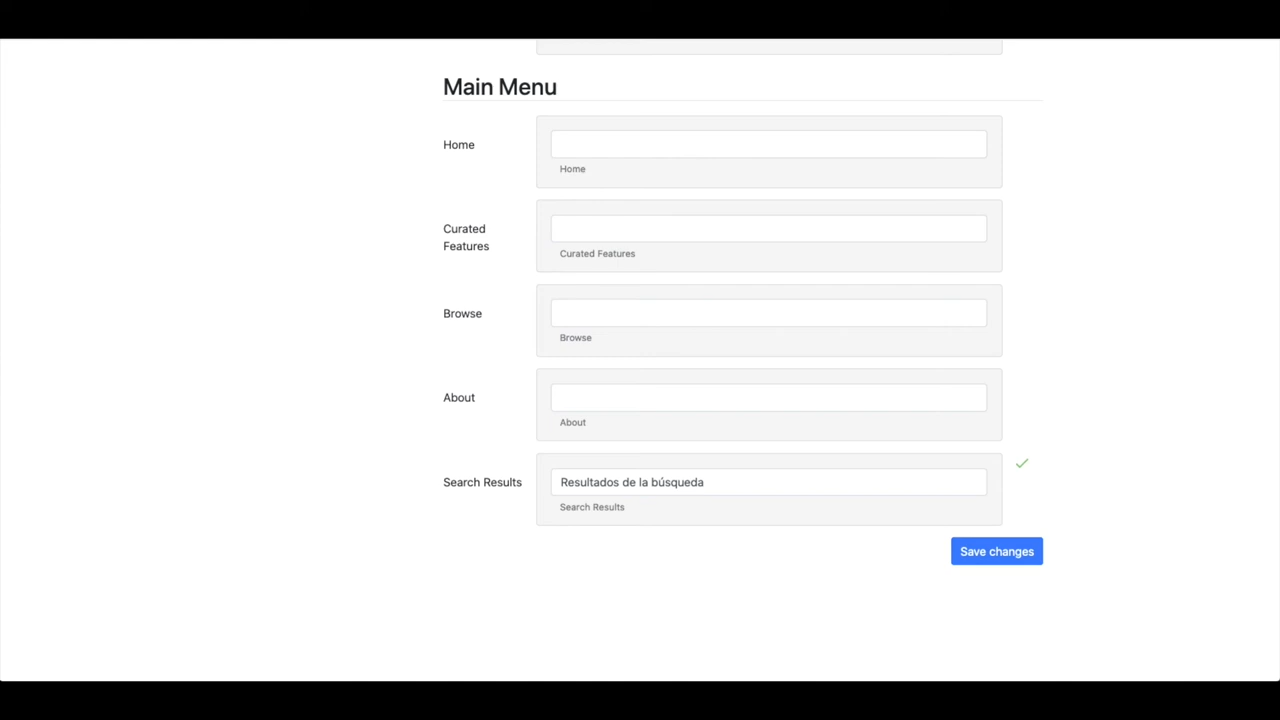 Main Menu
Home
Home
Curated
Features
Curated Features
Browse
Browse
About
About
Search Results
Resultados de la búsqueda
Search Results
Save changes